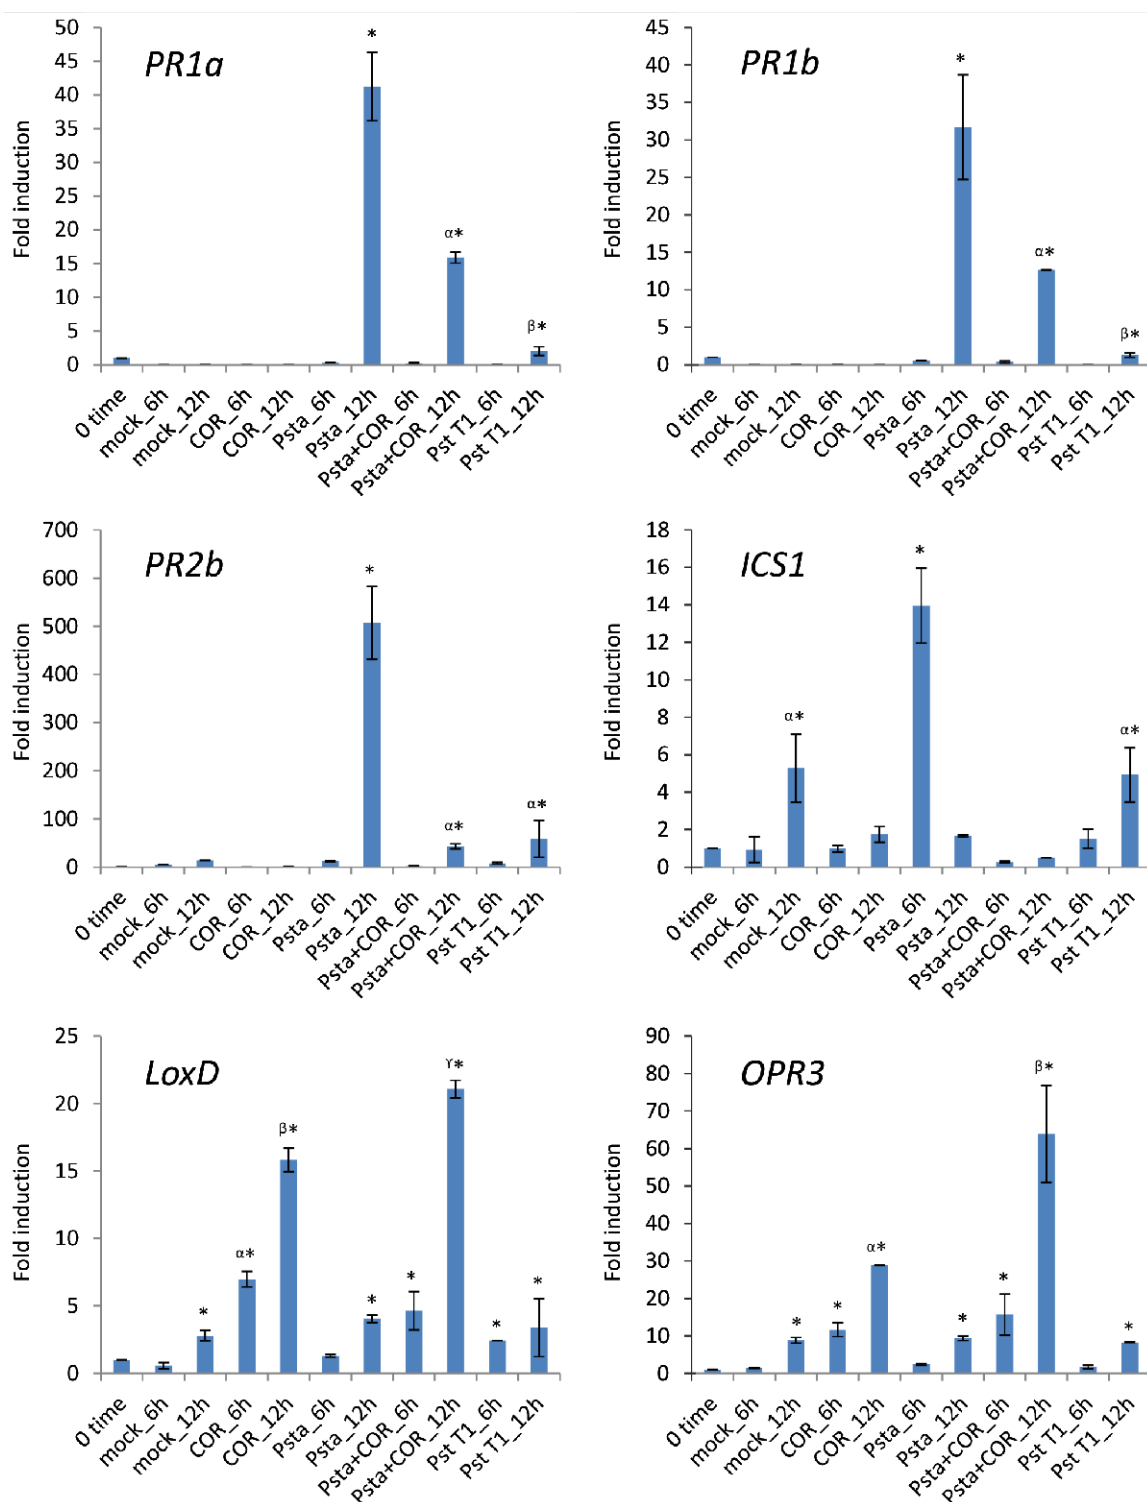 PR1a
Fold induction
50
45
40
35
30
25
20
15
10
5
0
*
α*
β*
0 time
mock_6h
mock_12h
COR_6h
COR_12h
Psta_6h
Psta_12h
Psta+COR_6h
Psta+COR_12h
Pst T1_6h
Pst T1_12h
PR1b
Fold induction
45
40
35
30
25
20
15
10
5
0
*
α*
β*
0 time
mock_6h
mock_12h
COR_6h
COR_12h
Psta_6h
Psta_12h
Psta+COR_6h
Psta+COR_12h
Pst T1_6h
Pst T1_12h
PR2b
Fold induction
700
600
500
400
300
200
100
0
*
α*
α*
0 time
mock_6h
mock_12h
COR_6h
COR_12h
Psta_6h
Psta_12h
Psta+COR_6h
Psta+COR_12h
Pst T1_6h
Pst T1_12h
ICS1
Fold induction
18
16
14
12
10
8
6
4
2
0
α*
*
α*
0 time
mock_6h
mock_12h
COR_6h
COR_12h
Psta_6h
Psta_12h
Psta+COR_6h
Psta+COR_12h
Pst T1_6h
Pst T1_12h
LoxD
Fold induction
25
20
15
10
5
0
*
α*
β*
*
*
γ*
*
*
0 time
mock_6h
mock_12h
COR_6h
COR_12h
Psta_6h
Psta_12h
Psta+COR_6h
Psta+COR_12h
Pst T1_6h
Pst T1_12h
OPR3
Fold induction
90
80
70
60
50
40
30
20
10
0
*
*
α*
*
*
β*
*
0 time
mock_6h
mock_12h
COR_6h
COR_12h
Psta_6h
Psta_12h
Psta+COR_6h
Psta+COR_12h
Pst T1_6h
Pst T1_12h